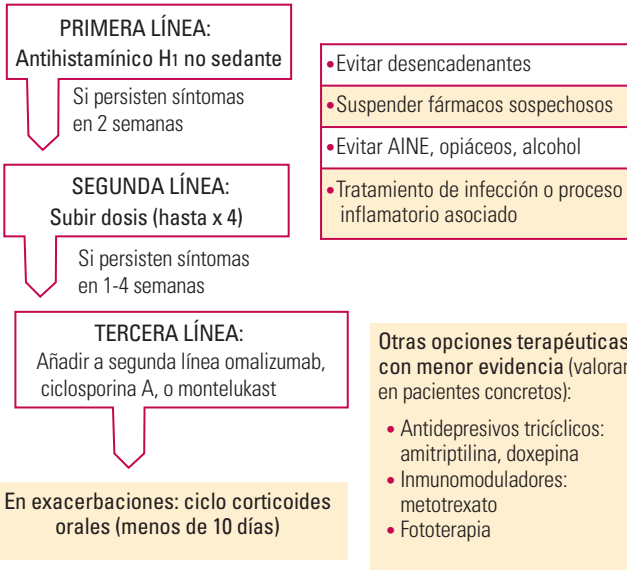 PRIMERA LÍNEA:
Antihistamínico H1 no sedante
Si persisten síntomas
en 2 semanas
SEGUNDA LÍNEA:
Subir dosis (hasta x 4)
Si persisten síntomas
en 1-4 semanas
TERCERA LÍNEA:
Añadir a segunda línea omalizumab,
ciclosporina A, o montelukast
En exacerbaciones: ciclo corticoides
orales (menos de 10 días)
•Evitar desencadenantes
•Suspender fármacos sospechosos
•Evitar AINE, opiáceos, alcohol
•Tratamiento de infección o proceso
inflamatorio asociado
Otras opciones terapéuticas
con menor evidencia (valorar
en pacientes concretos):
• Antidepresivos tricíclicos:
amitriptilina, doxepina
• Inmunomoduladores:
metotrexato
• Fototerapia